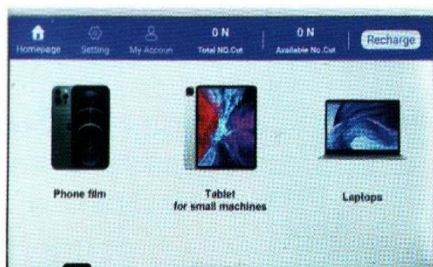 0 N
0 N
Recharge
Homepage
Setting
My Accoun
Total NO.Cut
Available No.Cut
Phone film
Tablet
for small machines
Laptops